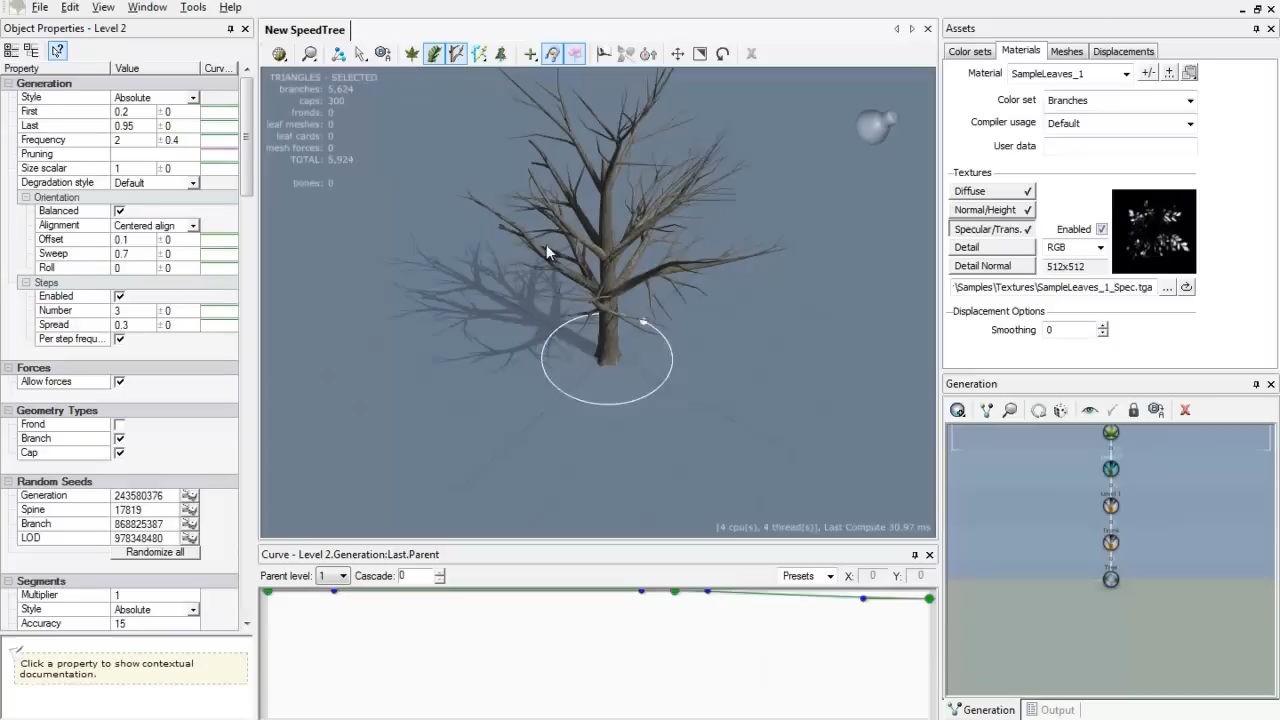 File Edit View Window Tools Help
Object Properties - Level 2
New SpeedTree
Assets
Property Value Curv...
Generation
Style Absolute
First 0.2 ± 0
Last 0.95 ± 0
Frequency 2 ± 0.4
Pruning
Size scalar 1 ± 0
Degradation style Default
Orientation
Balanced
Alignment Centered align
Offset 0.1 ± 0
Sweep 0.7 ± 0
Roll 0 ± 0
Steps
Enabled
Number 3 ± 0
Spread 0.3 ± 0
Per step frequ...
Forces
Allow forces
Geometry Types
Frond
Branch
Cap
Random Seeds
Generation 243580376
Spine 17819
Branch 868825387
LOD 978348480
Randomize all
Segments
Multiplier 1
Style Absolute
Accuracy 15
Click a property to show contextual
documentation.
TRIANGLES - SELECTED
branches: 5,624
caps: 300
fronds: 0
leaf meshes: 0
leaf cards: 0
mesh forces: 0
TOTAL: 5,924
bones: 0
[4 cpu(s), 4 thread(s)], Last Compute 30.97 ms
Curve - Level 2.Generation:Last.Parent
Parent level: 1 Cascade: 0 Presets X: 0 Y: 0
Color sets Materials Meshes Displacements
Material SampleLeaves_1 +/-
Color set Branches
Compiler usage Default
User data
Textures
Diffuse ✓
Normal/Height ✓
Specular/Trans. ✓ Enabled
Detail RGB
Detail Normal 512x512
\Samples\Textures\SampleLeaves_1_Spec.tga ...
Displacement Options
Smoothing 0
Generation
Level 1
Trunk
Tree
Generation Output